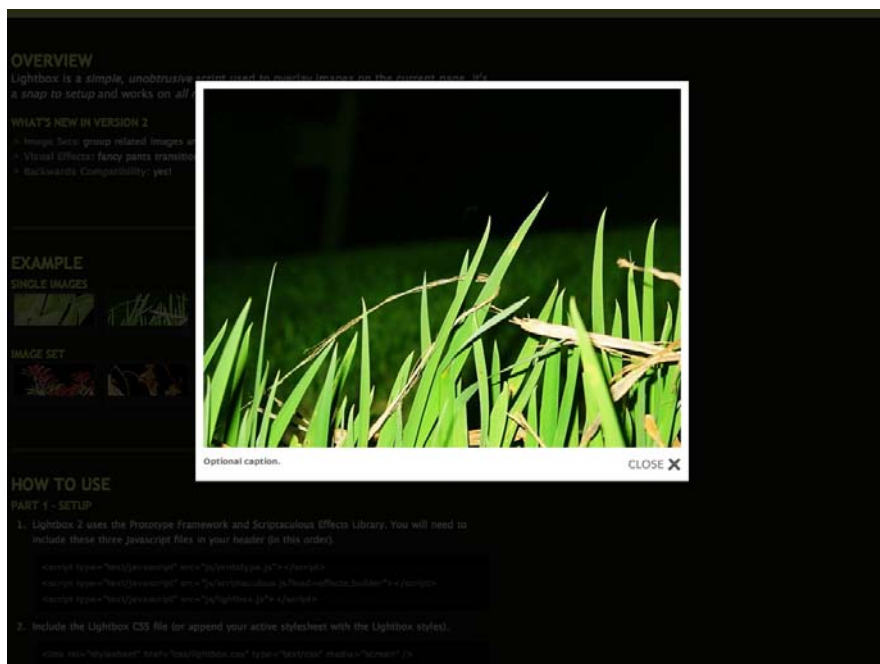 OVERVIEW
Lightbox is a simple, unobtrusive script used to overlay images on the current page. It's
a snap to setup and works on all
WHAT'S NEW IN VERSION 2
Image Sets: group related images
Visual Effects: fancy pants
Backwards Compatibility: yes!
EXAMPLE
SINGLE IMAGES
IMAGE SET
Optional caption.
CLOSE X
HOW TO USE
PART 1 - SETUP
1. Lightbox 2 uses the Prototype Framework and Scriptaculous Effects Library. You will need to
include these three Javascript files in your header (in this order).
<script type="text/javascript" src="js/prototype.js"></script>
<script type="text/javascript" src="js/scriptaculous.js?load=effects,builder"></script>
<script type="text/javascript" src="js/lightbox.js"></script>
2. Include the Lightbox CSS file (or append your active stylesheet with the Lightbox styles).
<link rel="stylesheet" href="css/lightbox.css" type="text/css" media="screen" />